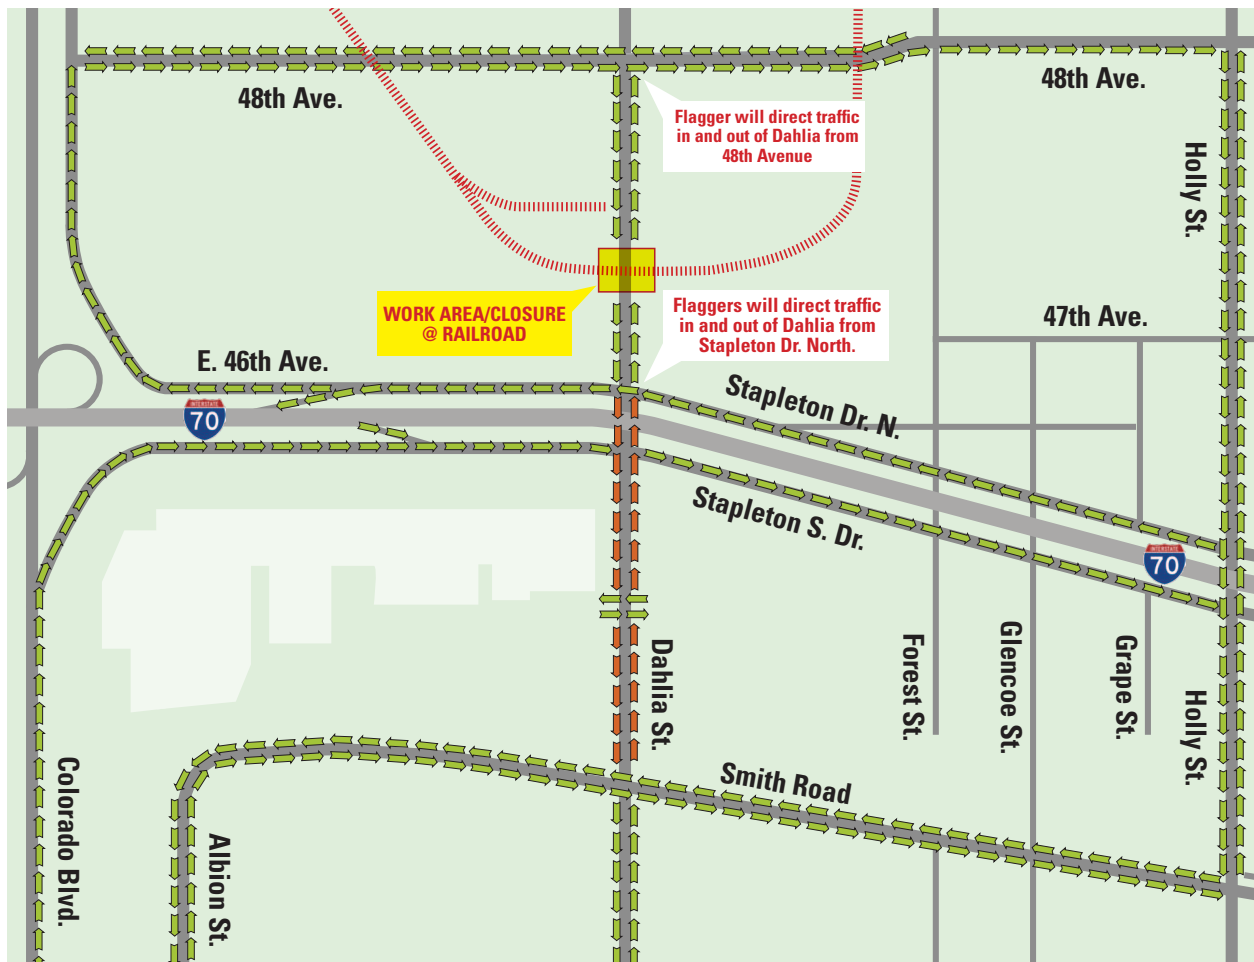 48th Ave.
48th Ave.
Flagger will direct traffic
in and out of Dahlia from
48th Avenue
Holly St.
WORK AREA/CLOSURE
@ RAILROAD
Flaggers will direct traffic
in and out of Dahlia from
Stapleton Dr. North.
47th Ave.
E. 46th Ave.
INTERSTATE
70
Stapleton Dr. N.
Stapleton S. Dr.
INTERSTATE
70
Dahlia St.
Forest St.
Glencoe St.
Grape St.
Holly St.
Smith Road
Colorado Blvd.
Albion St.